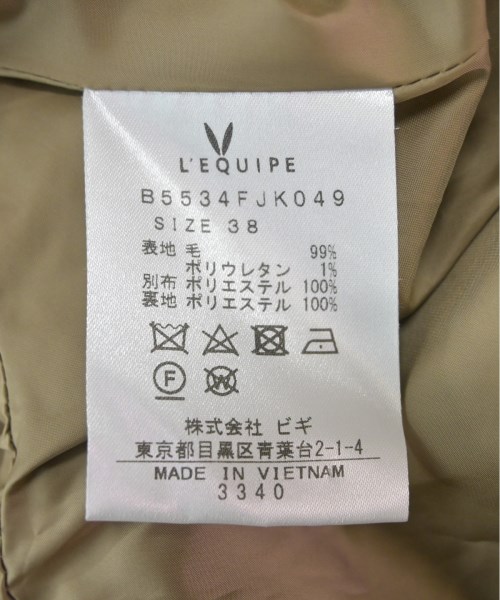 L'EQUIPE
B5534FJK049
SIZE 38
表地 毛 99%
ポリウレタン 1%
別布 ポリエステル 100%
裏地 ポリエステル 100%
F W
株式会社 ビギ
東京都目黒区青葉台2-1-4
MADE IN VIETNAM
3340